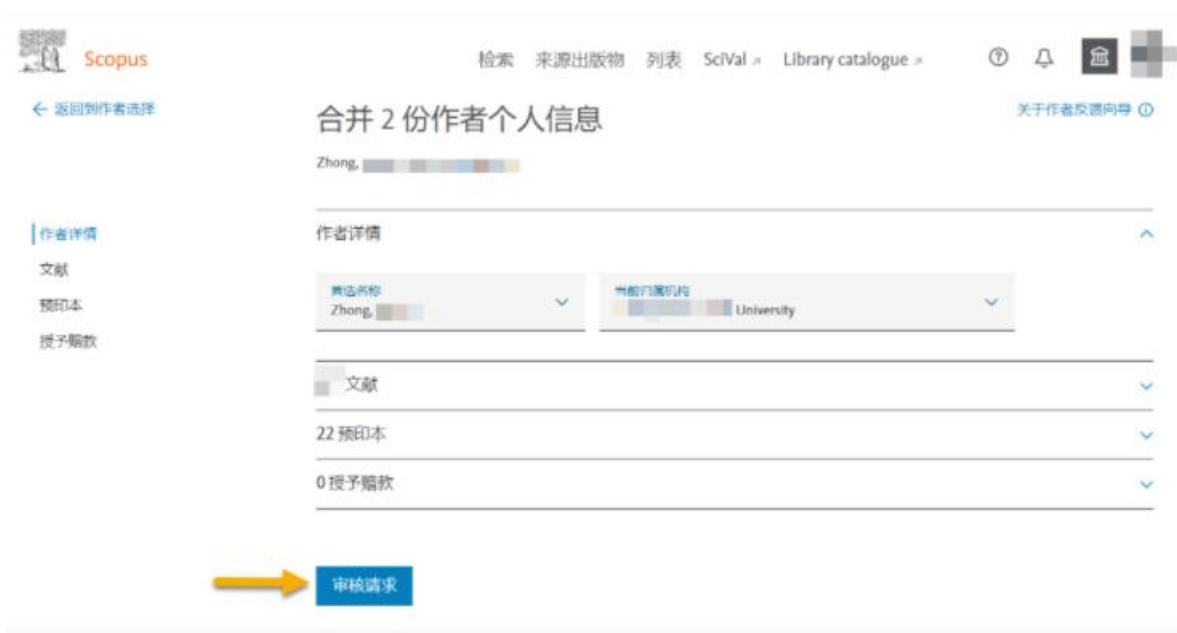 Scopus
检索 来源出版物 列表 SciVal ↗ Library catalogue ↗
← 返回到作者选择
合并 2 份作者个人信息
关于作者反馈向导
Zhong,
作者详情
文献
预印本
授予赠款
作者详情
首选名称
Zhong,
当前归属机构
University
文献
22 预印本
0 授予赠款
审核请求